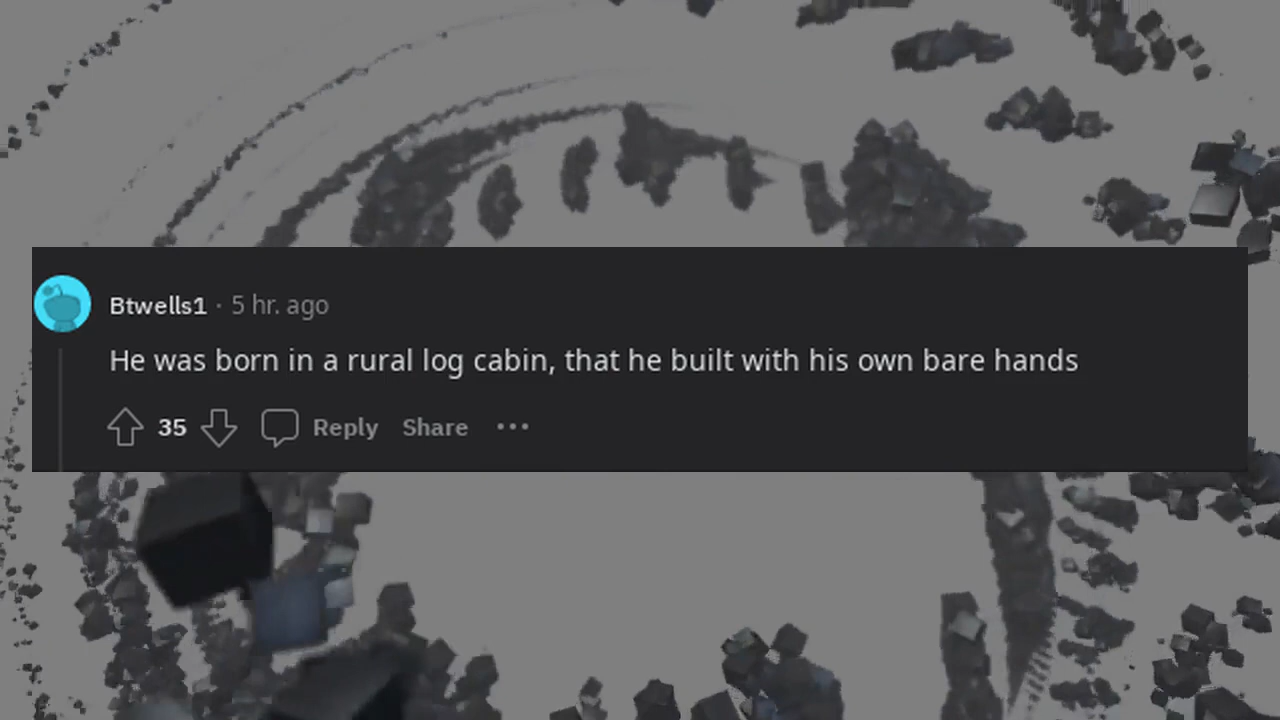 Btwells1 · 5 hr. ago
He was born in a rural log cabin, that he built with his own bare hands
35 Reply Share ···